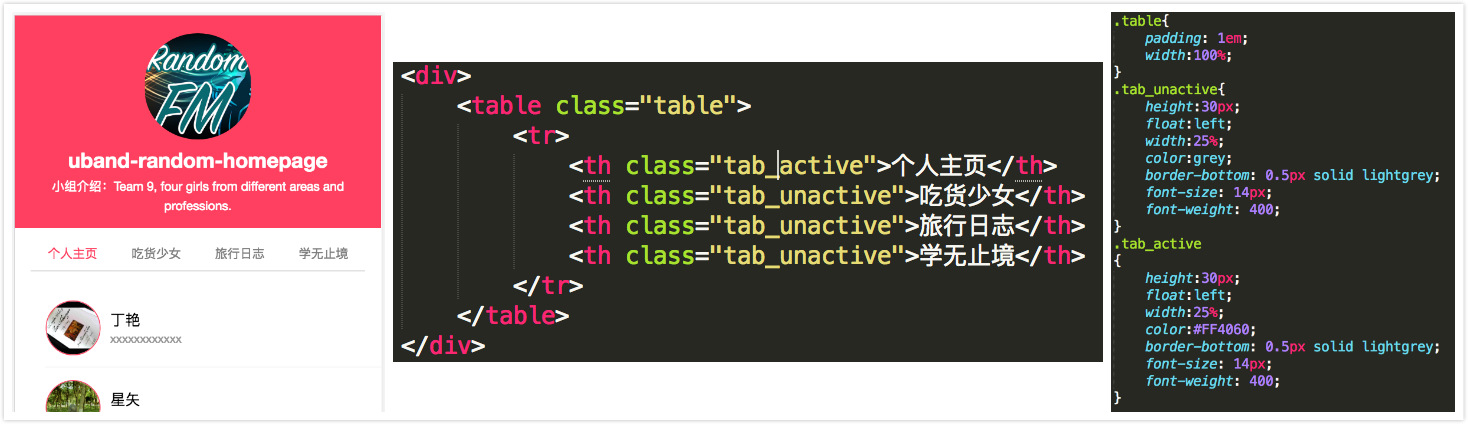 Random
FM
uband-random-homepage
小组介绍：Team 9, four girls from different areas and
professions.
个人主页 吃货少女 旅行日志 学无止境
丁艳
xxxxxxxxxxxx
星矢
<div>
<table class="table">
<tr>
<th class="tab_active">个人主页</th>
<th class="tab_unactive">吃货少女</th>
<th class="tab_unactive">旅行日志</th>
<th class="tab_unactive">学无止境</th>
</tr>
</table>
</div>
.table{
padding: 1em;
width:100%;
}
.tab_unactive{
height:30px;
float:left;
width:25%;
color:grey;
border-bottom: 0.5px solid lightgrey;
font-size: 14px;
font-weight: 400;
}
.tab_active
{
height:30px;
float:left;
width:25%;
color:#FF4060;
border-bottom: 0.5px solid lightgrey;
font-size: 14px;
font-weight: 400;
}